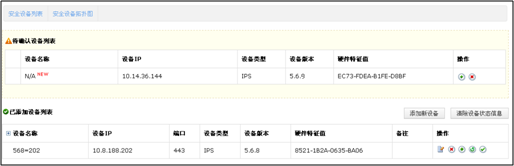 安全设备列表 安全设备拓扑图
待确认设备列表
设备名称 设备IP 设备类型 设备版本 硬件特征值 操作
N/A NEW 10.14.36.144 IPS 5.6.9 EC73-FDEA-B1FE-D8BF
已添加设备列表 添加新设备 清除设备状态信息
设备名称 设备IP 端口 设备类型 设备版本 硬件特征值 备注 操作
568=202 10.8.188.202 443 IPS 5.6.8 8521-1B2A-0635-BA06